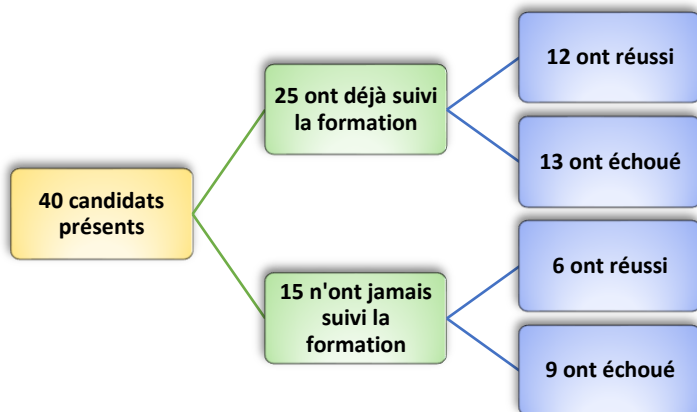 40 candidats
présents
25 ont déjà suivi
la formation
12 ont réussi
13 ont échoué
15 n'ont jamais
suivi la
formation
6 ont réussi
9 ont échoué